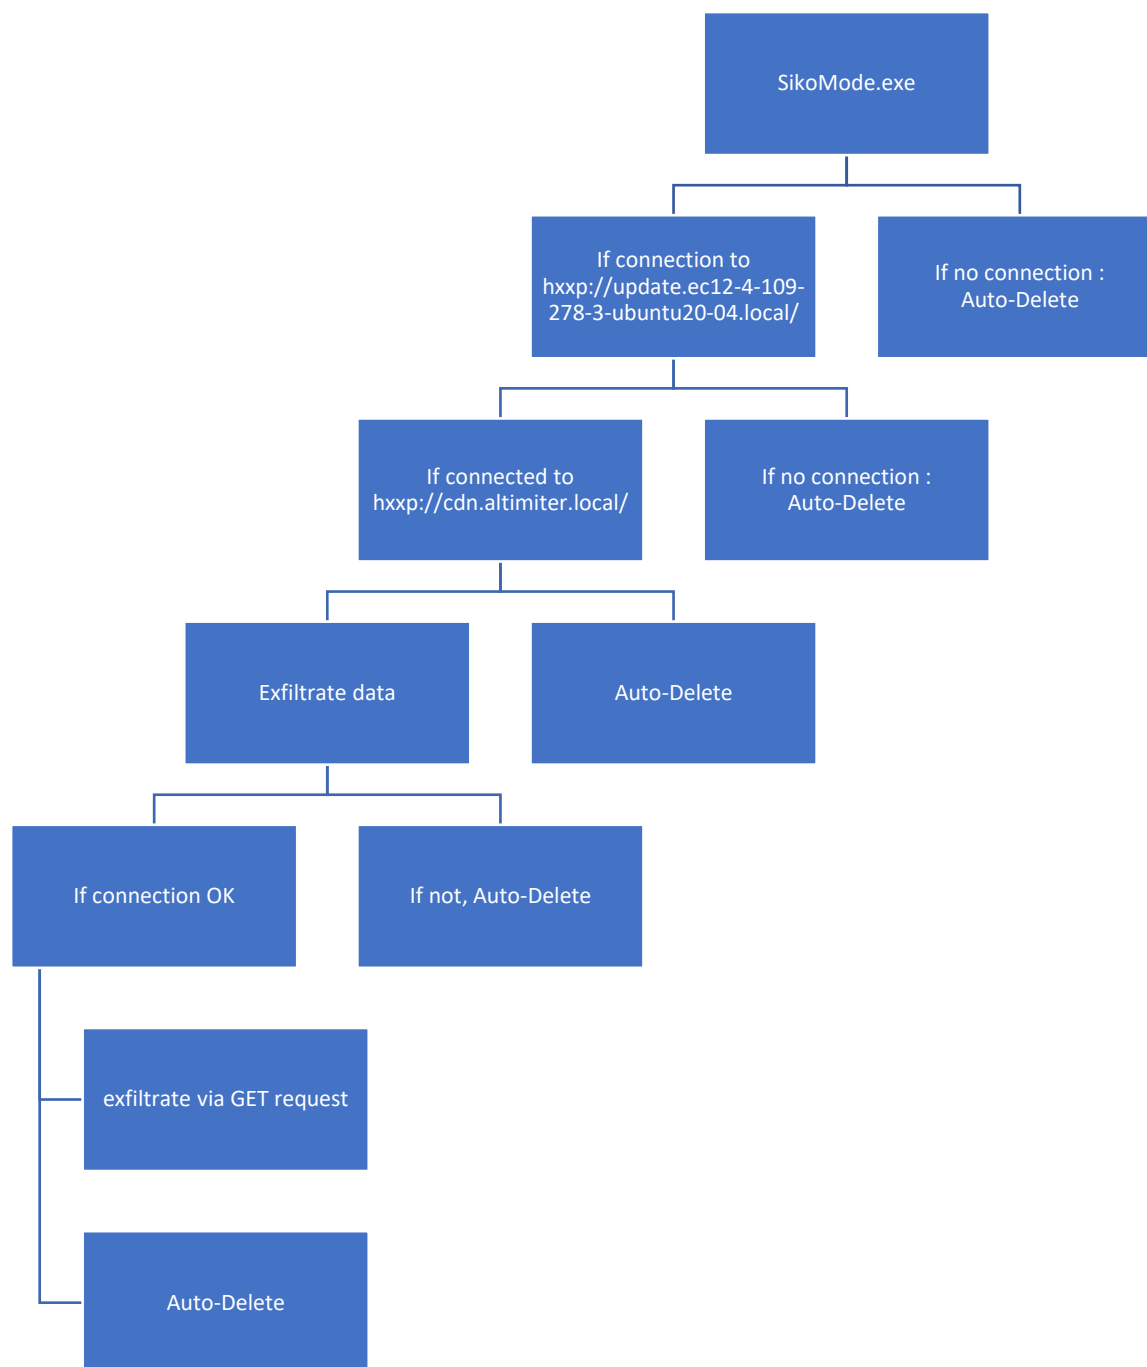 SikoMode.exe
If connection to
hxxp://update.ec12-4-109-
278-3-ubuntu20-04.local/
If no connection :
Auto-Delete
If connected to
hxxp://cdn.altimiter.local/
If no connection :
Auto-Delete
Exfiltrate data
Auto-Delete
If connection OK
If not, Auto-Delete
exfiltrate via GET request
Auto-Delete